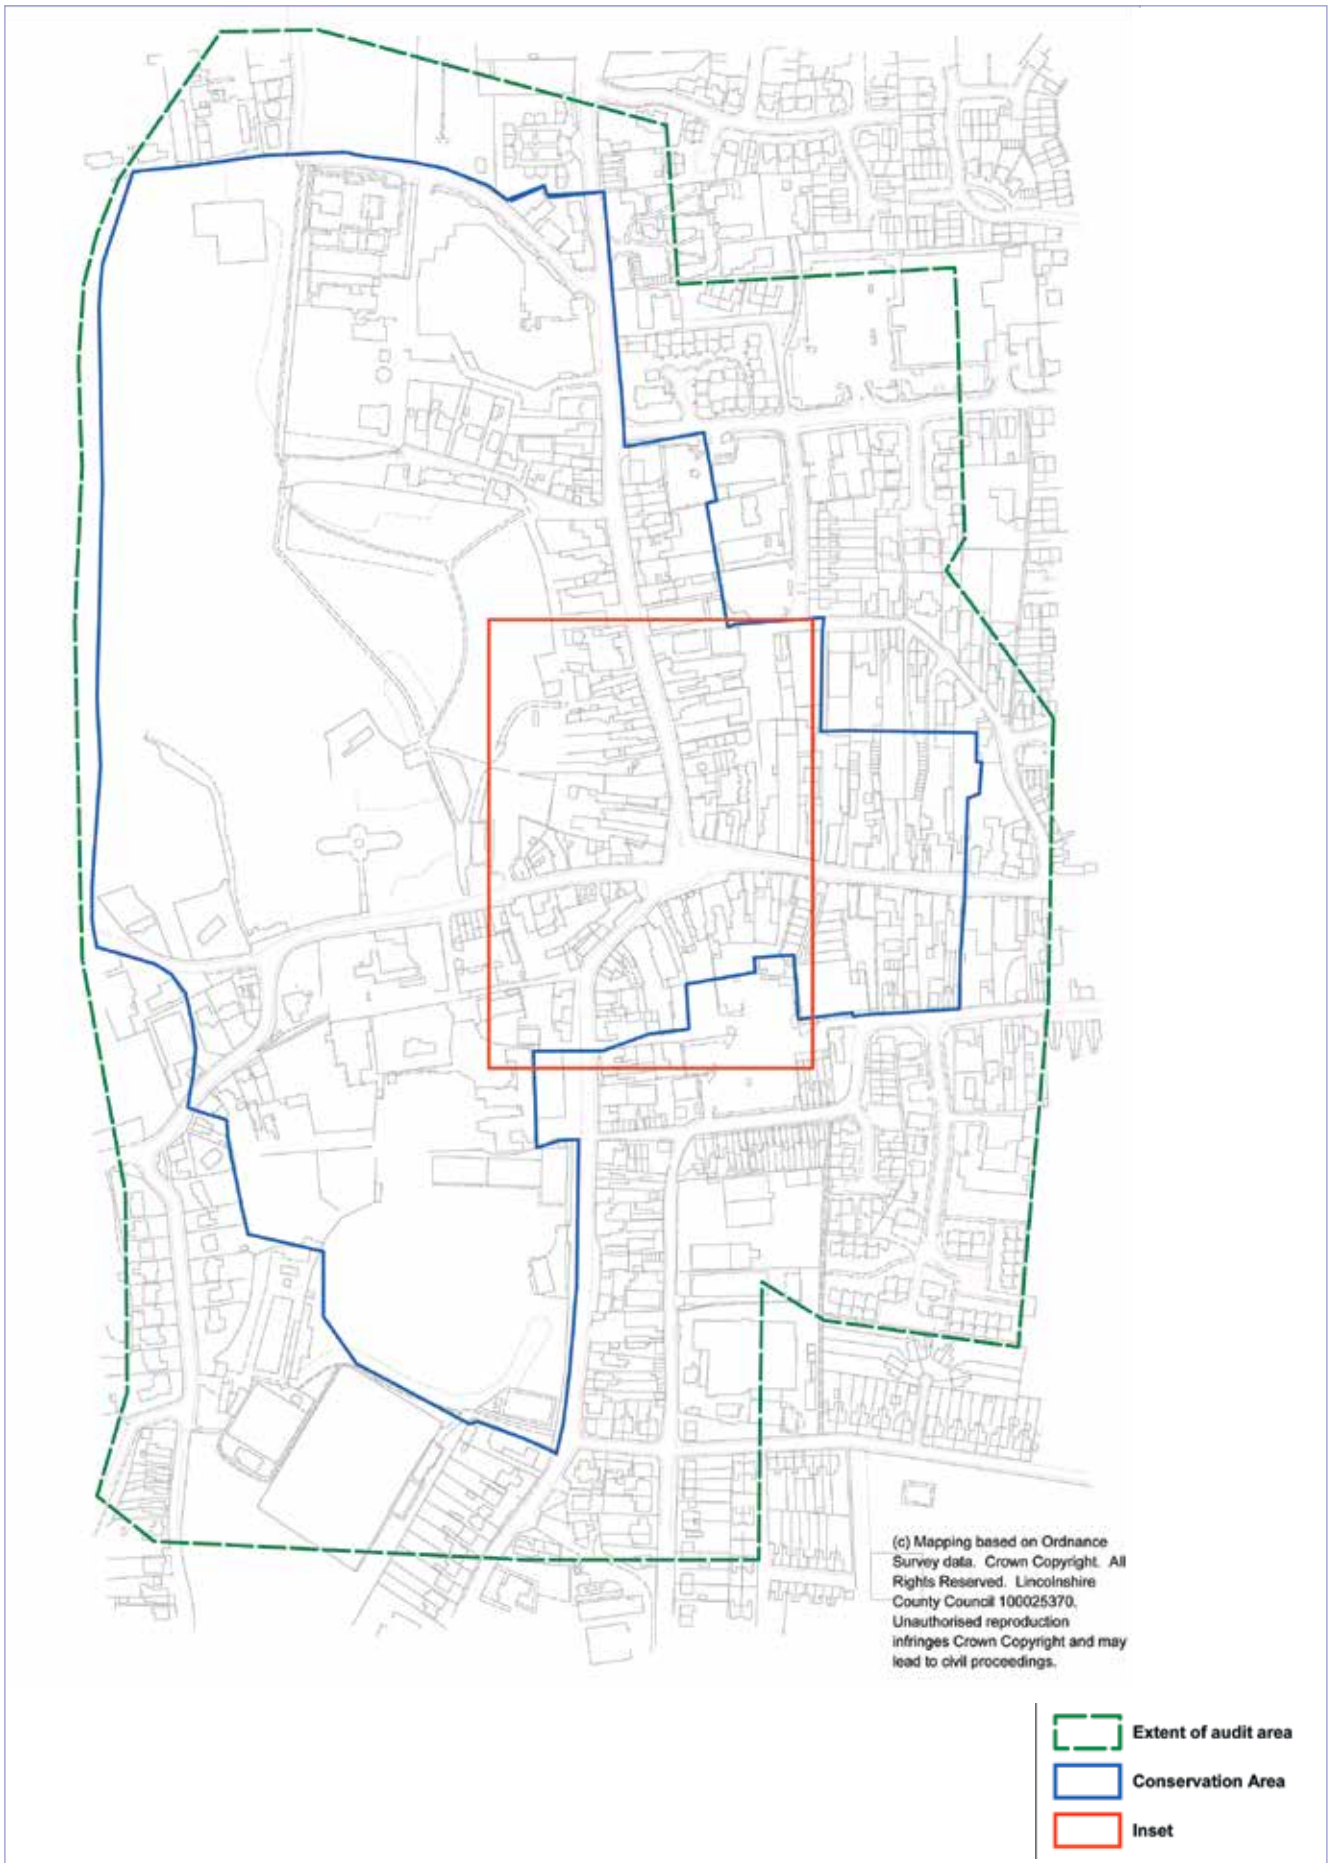 (c) Mapping based on Ordnance
Survey data. Crown Copyright. All
Rights Reserved. Lincolnshire
County Council 100025370.
Unauthorised reproduction
infringes Crown Copyright and may
lead to civil proceedings.
Extent of audit area
Conservation Area
Inset